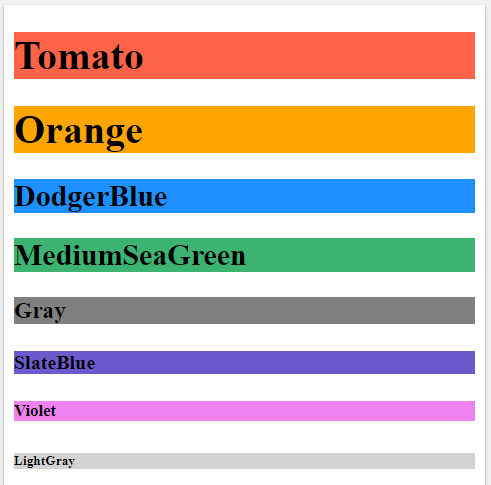 Tomato
Orange
DodgerBlue
MediumSeaGreen
Gray
SlateBlue
Violet
LightGray